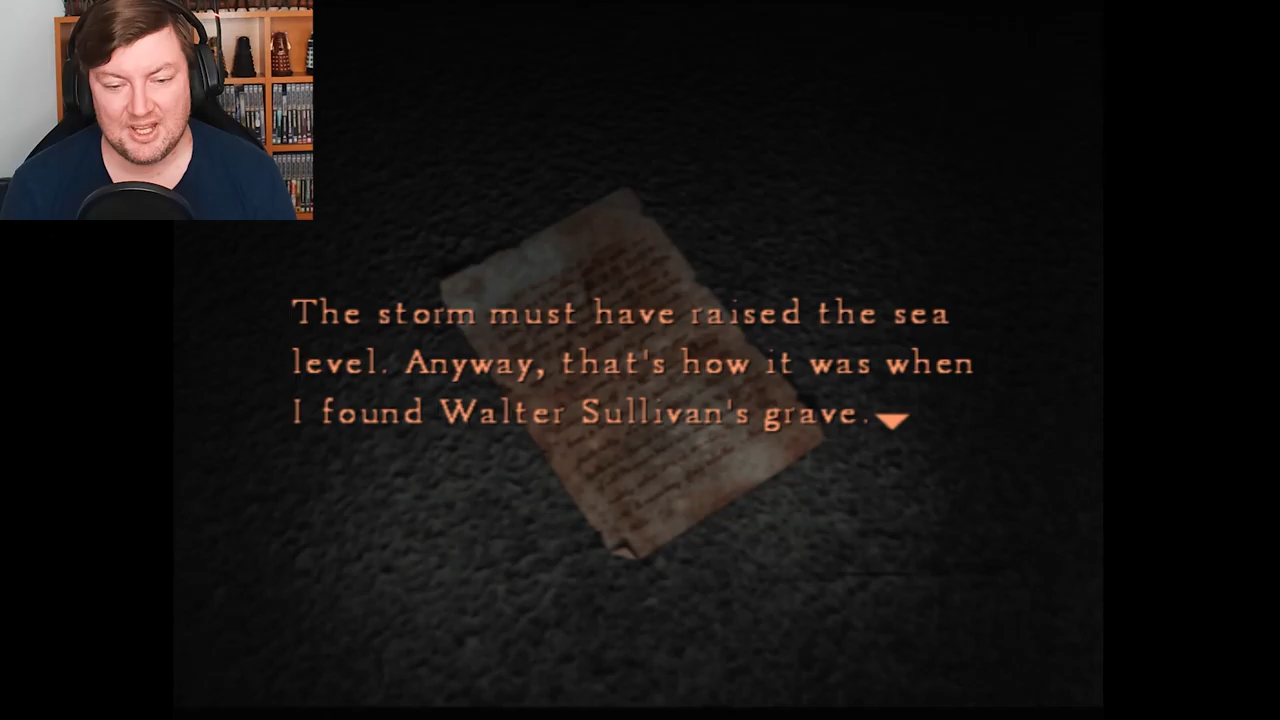 The storm must have raised the sea
level. Anyway, that's how it was when
I found Walter Sullivan's grave.